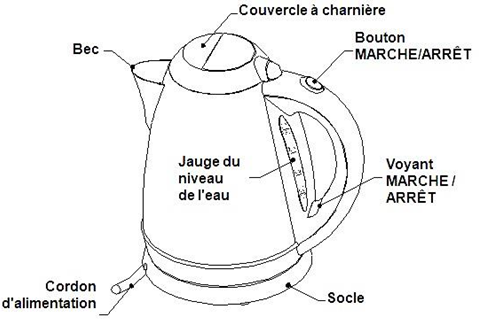 Couvercle à charnière
Bec
Bouton
MARCHE/ARRÊT
Jauge du
niveau
de l'eau
Voyant
MARCHE /
ARRÊT
Cordon
d'alimentation
Socle